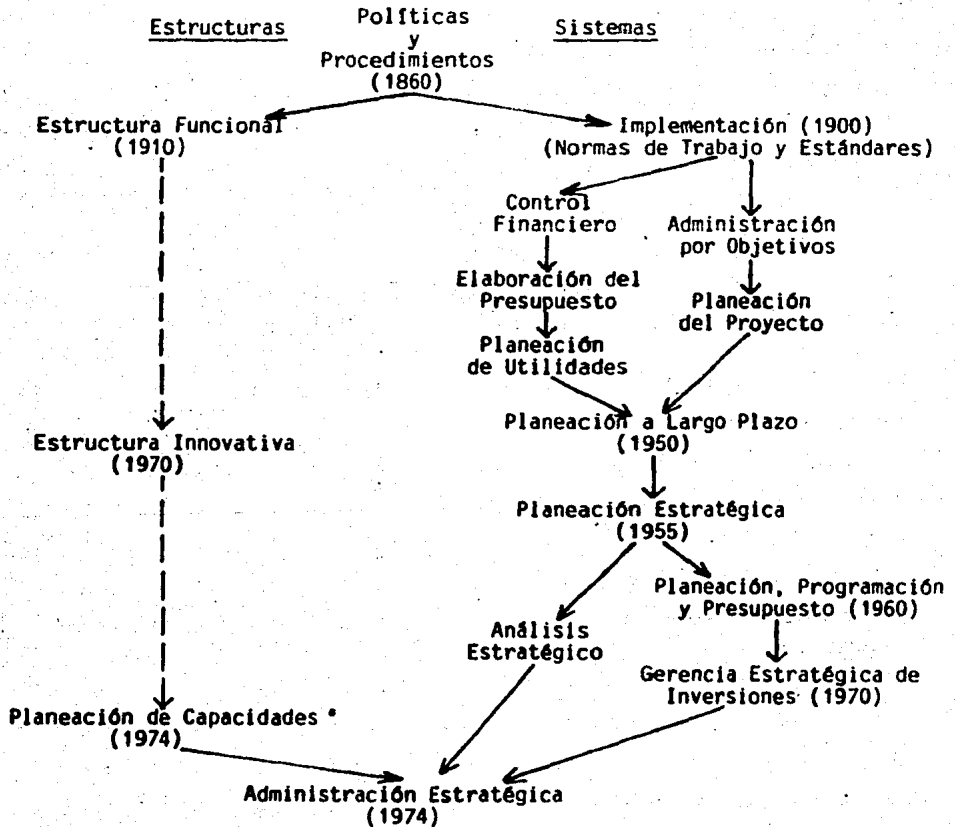 Estructuras
Políticas
y
Procedimientos
(1860)
Sistemas
Estructura Funcional
(1910)
Implementación (1900)
(Normas de Trabajo y Estándares)
Control
Financiero
Administración
por Objetivos
Elaboración del
Presupuesto
Planeación
del Proyecto
Planeación
de Utilidades
Planeación a Largo Plazo
(1950)
Estructura Innovativa
(1970)
Planeación Estratégica
(1955)
Planeación, Programación
y Presupuesto (1960)
Análisis
Estratégico
Gerencia Estratégica de
Inversiones (1970)
Planeación de Capacidades
(1974)
Administración Estratégica
(1974)